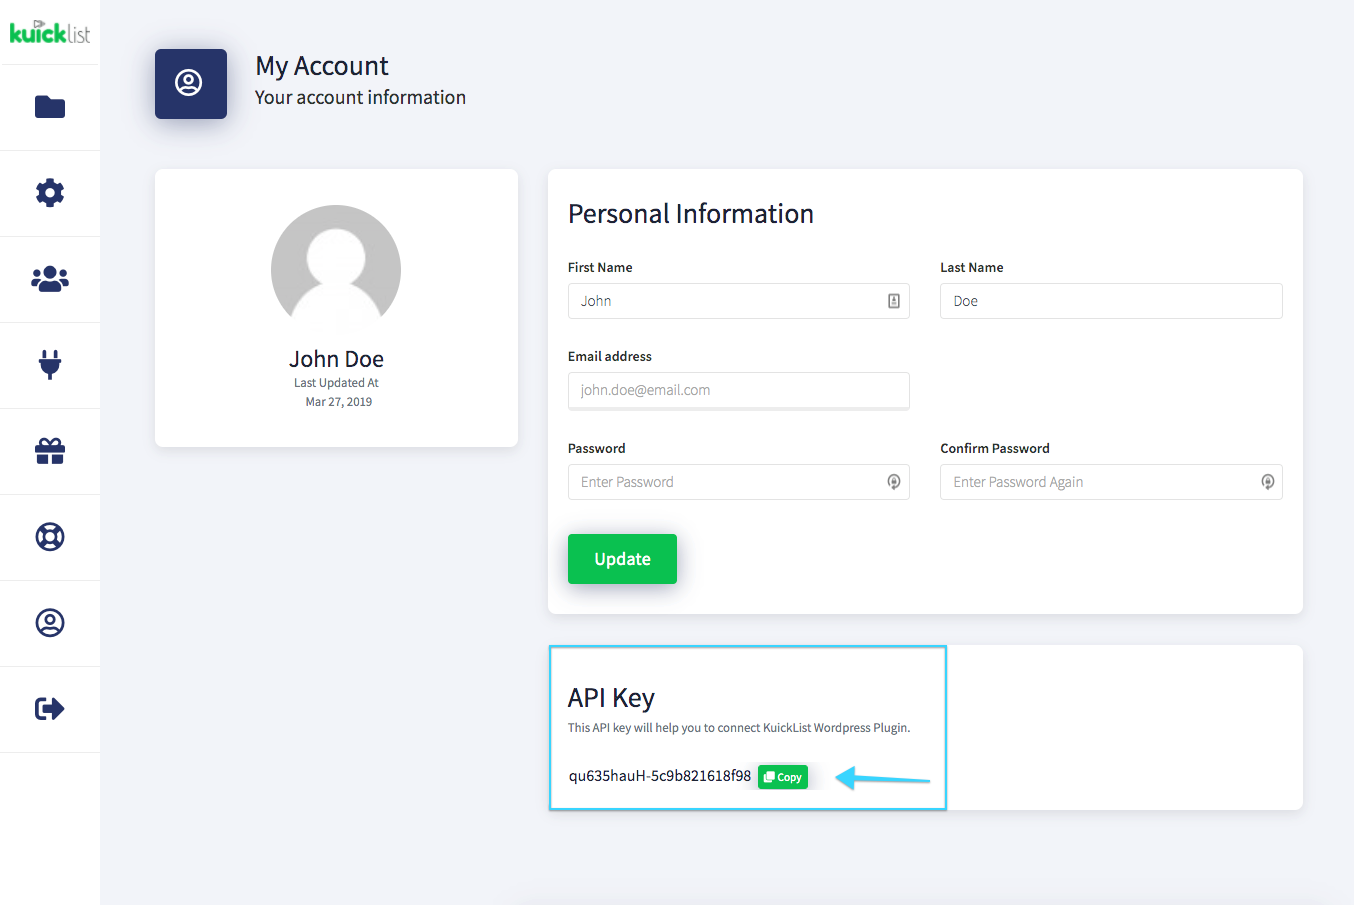 kuicklist
My Account
Your account information
John Doe
Last Updated At
Mar 27, 2019
Personal Information
First Name
Last Name
John
Doe
Email address
john.doe@email.com
Password
Confirm Password
Enter Password
Enter Password Again
Update
API Key
This API key will help you to connect KuickList Wordpress Plugin.
qu635hauH-5c9b821618f98
Copy